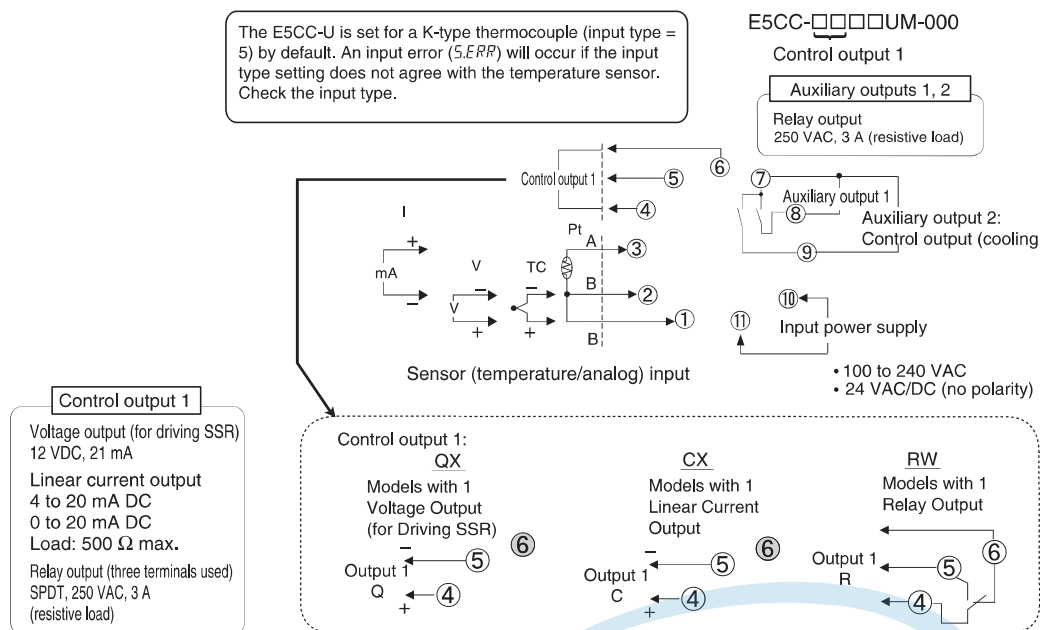 The E5CC-U is set for a K-type thermocouple (input type =
5) by default. An input error (S.ERR) will occur if the input
type setting does not agree with the temperature sensor.
Check the input type.
E5CC-□□□□UM-000
Control output 1
Auxiliary outputs 1, 2
Relay output
250 VAC, 3 A (resistive load)
Control output 1
⑥
⑤
④
⑦
Auxiliary output 1
⑧
Auxiliary output 2:
Control output (cooling
⑨
I
+
mA
−
V
−
V
+
TC
−
+
Pt
A
③
B
②
①
B
⑩
⑪
Input power supply
• 100 to 240 VAC
• 24 VAC/DC (no polarity)
Sensor (temperature/analog) input
Control output 1
Voltage output (for driving SSR)
12 VDC, 21 mA
Linear current output
4 to 20 mA DC
0 to 20 mA DC
Load: 500 Ω max.
Relay output (three terminals used)
SPDT, 250 VAC, 3 A
(resistive load)
Control output 1:
QX
Models with 1
Voltage Output
(for Driving SSR)
⑥
−
⑤
Output 1
Q
④
+
CX
Models with 1
Linear Current
Output
⑥
−
⑤
Output 1
C
④
+
RW
Models with 1
Relay Output
⑥
Output 1
R
⑤
④